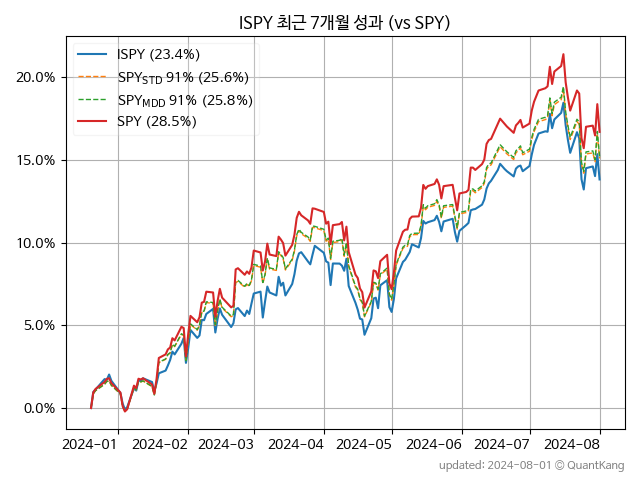 ISPY 최근 7개월 성과 (vs SPY)
ISPY (23.4%)
SPY_STD 91% (25.6%)
SPY_MDD 91% (25.8%)
SPY (28.5%)
20.0%
15.0%
10.0%
5.0%
0.0%
2024-01 2024-02 2024-03 2024-04 2024-05 2024-06 2024-07 2024-08
updated: 2024-08-01 © QuantKang